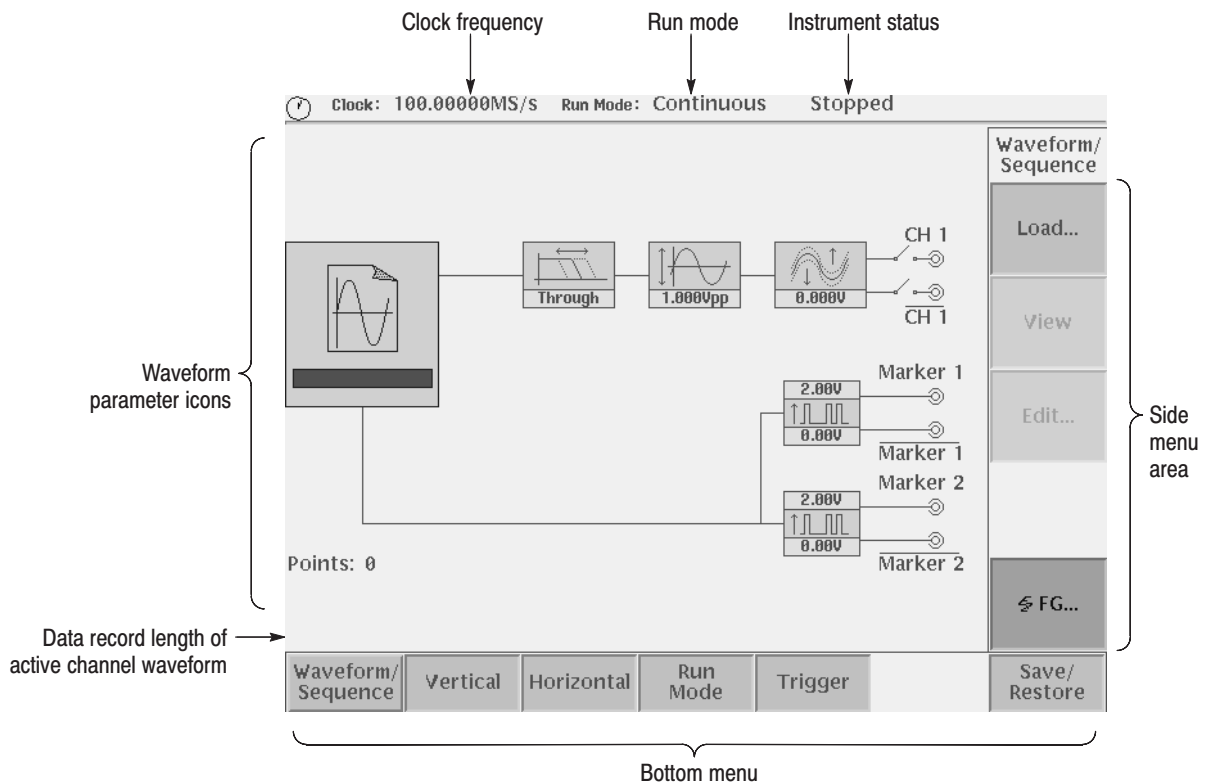 Clock frequency
Run mode
Instrument status
Clock: 100.00000MS/s Run Mode: Continuous Stopped
Waveform/
Sequence
Load...
CH 1
Through
1.000Vpp
0.000V
CH 1
View
Waveform
parameter icons
Marker 1
2.00V
0.00V
Marker 1
Edit...
Side
menu
area
Marker 2
2.00V
0.00V
Marker 2
Points: 0
FG...
Data record length of
active channel waveform
Waveform/
Sequence
Vertical
Horizontal
Run
Mode
Trigger
Save/
Restore
Bottom menu